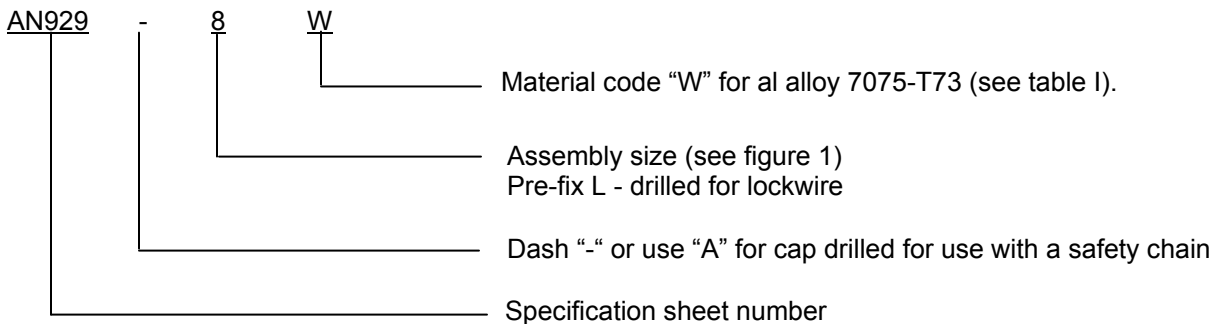 AN929 - 8 W
Material code “W” for al alloy 7075-T73 (see table I).
Assembly size (see figure 1)
Pre-fix L - drilled for lockwire
Dash “-“ or use “A” for cap drilled for use with a safety chain
Specification sheet number